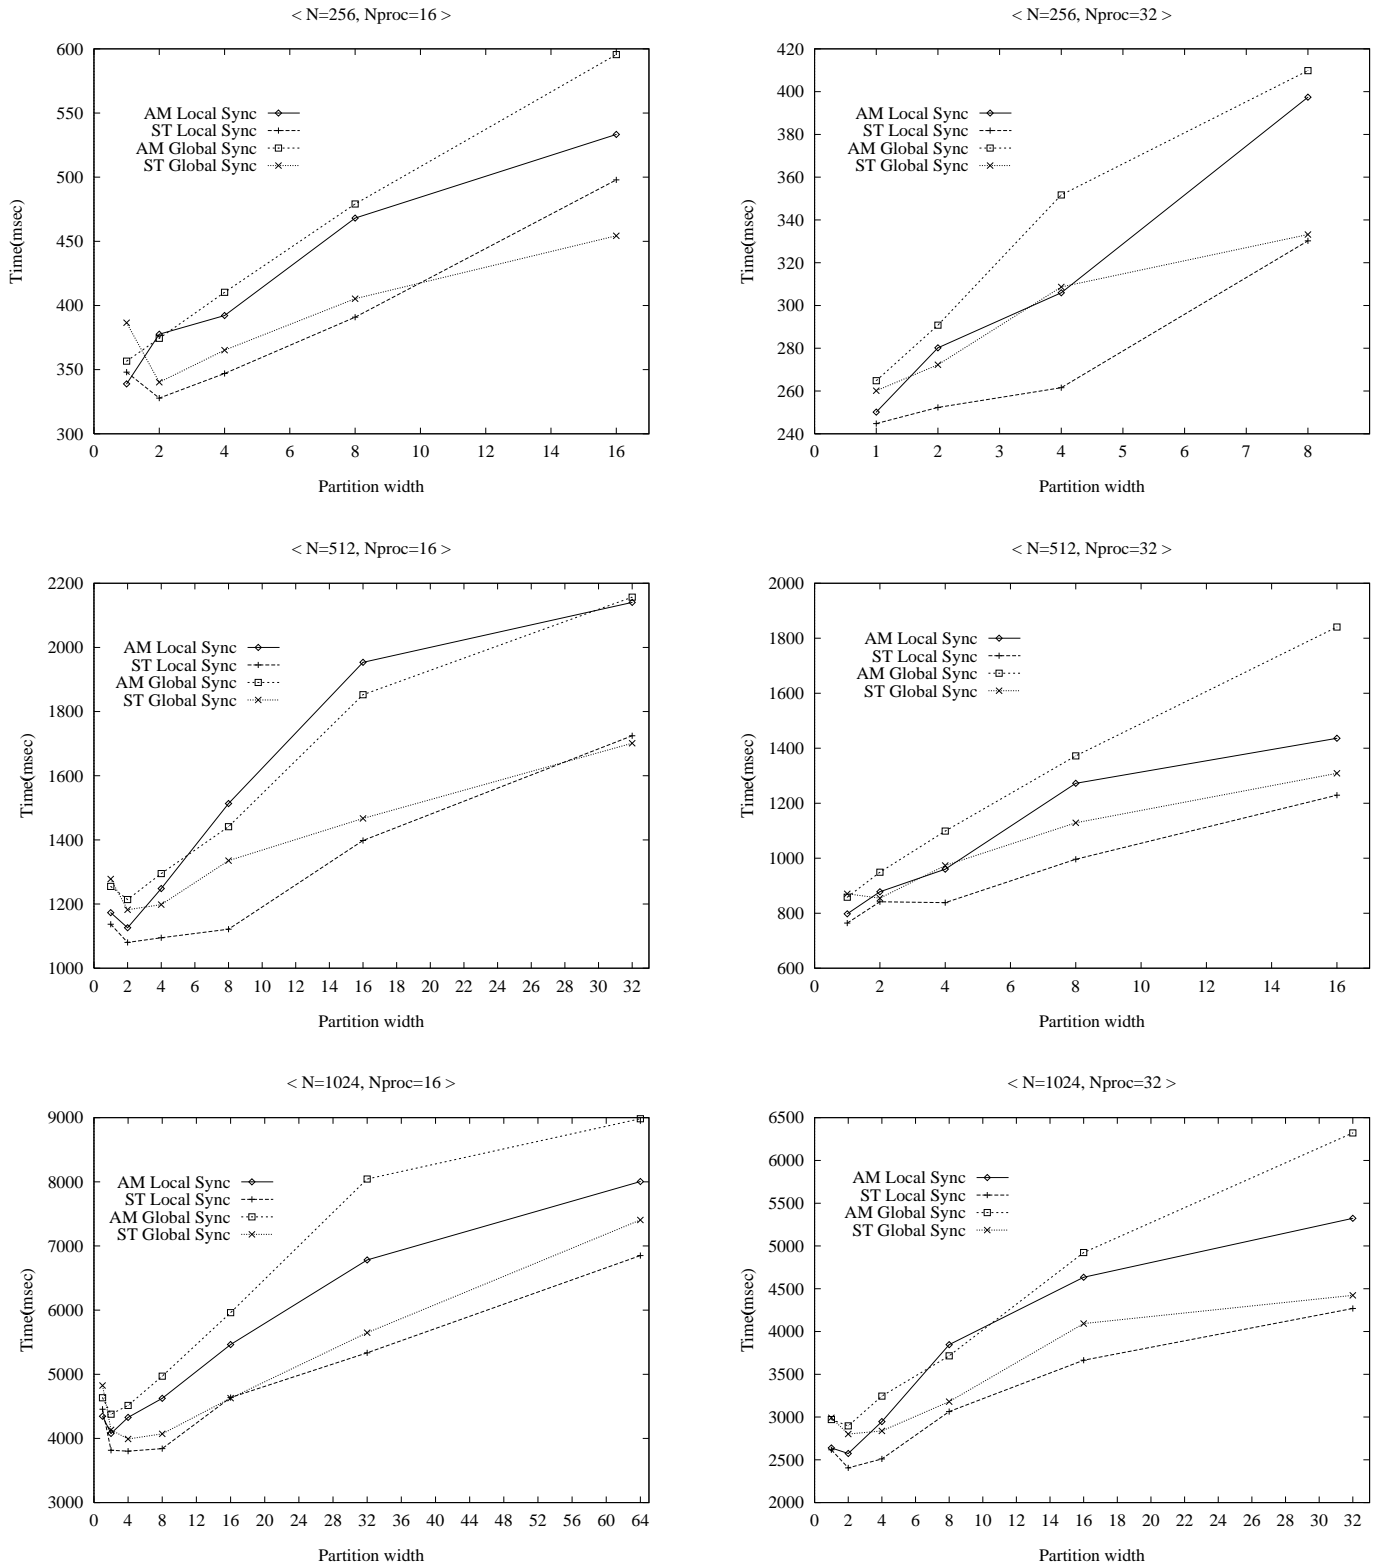 < N=256, Nproc=16 >
600
550
500
450
400
350
300
0 2 4 6 8 10 12 14 16
Time(msec)
Partition width
AM Local Sync
ST Local Sync
AM Global Sync
ST Global Sync
< N=256, Nproc=32 >
420
400
380
360
340
320
300
280
260
240
0 1 2 3 4 5 6 7 8
Time(msec)
Partition width
AM Local Sync
ST Local Sync
AM Global Sync
ST Global Sync
< N=512, Nproc=16 >
2200
2000
1800
1600
1400
1200
1000
0 2 4 6 8 10 12 14 16 18 20 22 24 26 28 30 32
Time(msec)
Partition width
AM Local Sync
ST Local Sync
AM Global Sync
ST Global Sync
< N=512, Nproc=32 >
2000
1800
1600
1400
1200
1000
800
600
0 2 4 6 8 10 12 14 16
Time(msec)
Partition width
AM Local Sync
ST Local Sync
AM Global Sync
ST Global Sync
< N=1024, Nproc=16 >
9000
8000
7000
6000
5000
4000
3000
0 4 8 12 16 20 24 28 32 36 40 44 48 52 56 60 64
Time(msec)
Partition width
AM Local Sync
ST Local Sync
AM Global Sync
ST Global Sync
< N=1024, Nproc=32 >
6500
6000
5500
5000
4500
4000
3500
3000
2500
2000
0 2 4 6 8 10 12 14 16 18 20 22 24 26 28 30 32
Time(msec)
Partition width
AM Local Sync
ST Local Sync
AM Global Sync
ST Global Sync